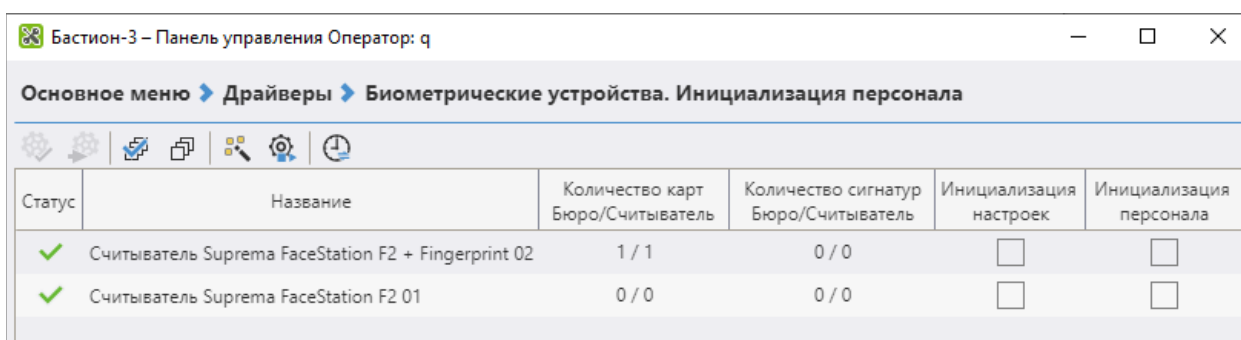 Бастион-3 – Панель управления Оператор: q
Основное меню Драйверы Биометрические устройства. Инициализация персонала
Статус Название Количество карт Бюро/Считыватель Количество сигнатур Бюро/Считыватель Инициализация настроек Инициализация персонала
Считыватель Suprema FaceStation F2 + Fingerprint 02 1 / 1 0 / 0
Считыватель Suprema FaceStation F2 01 0 / 0 0 / 0